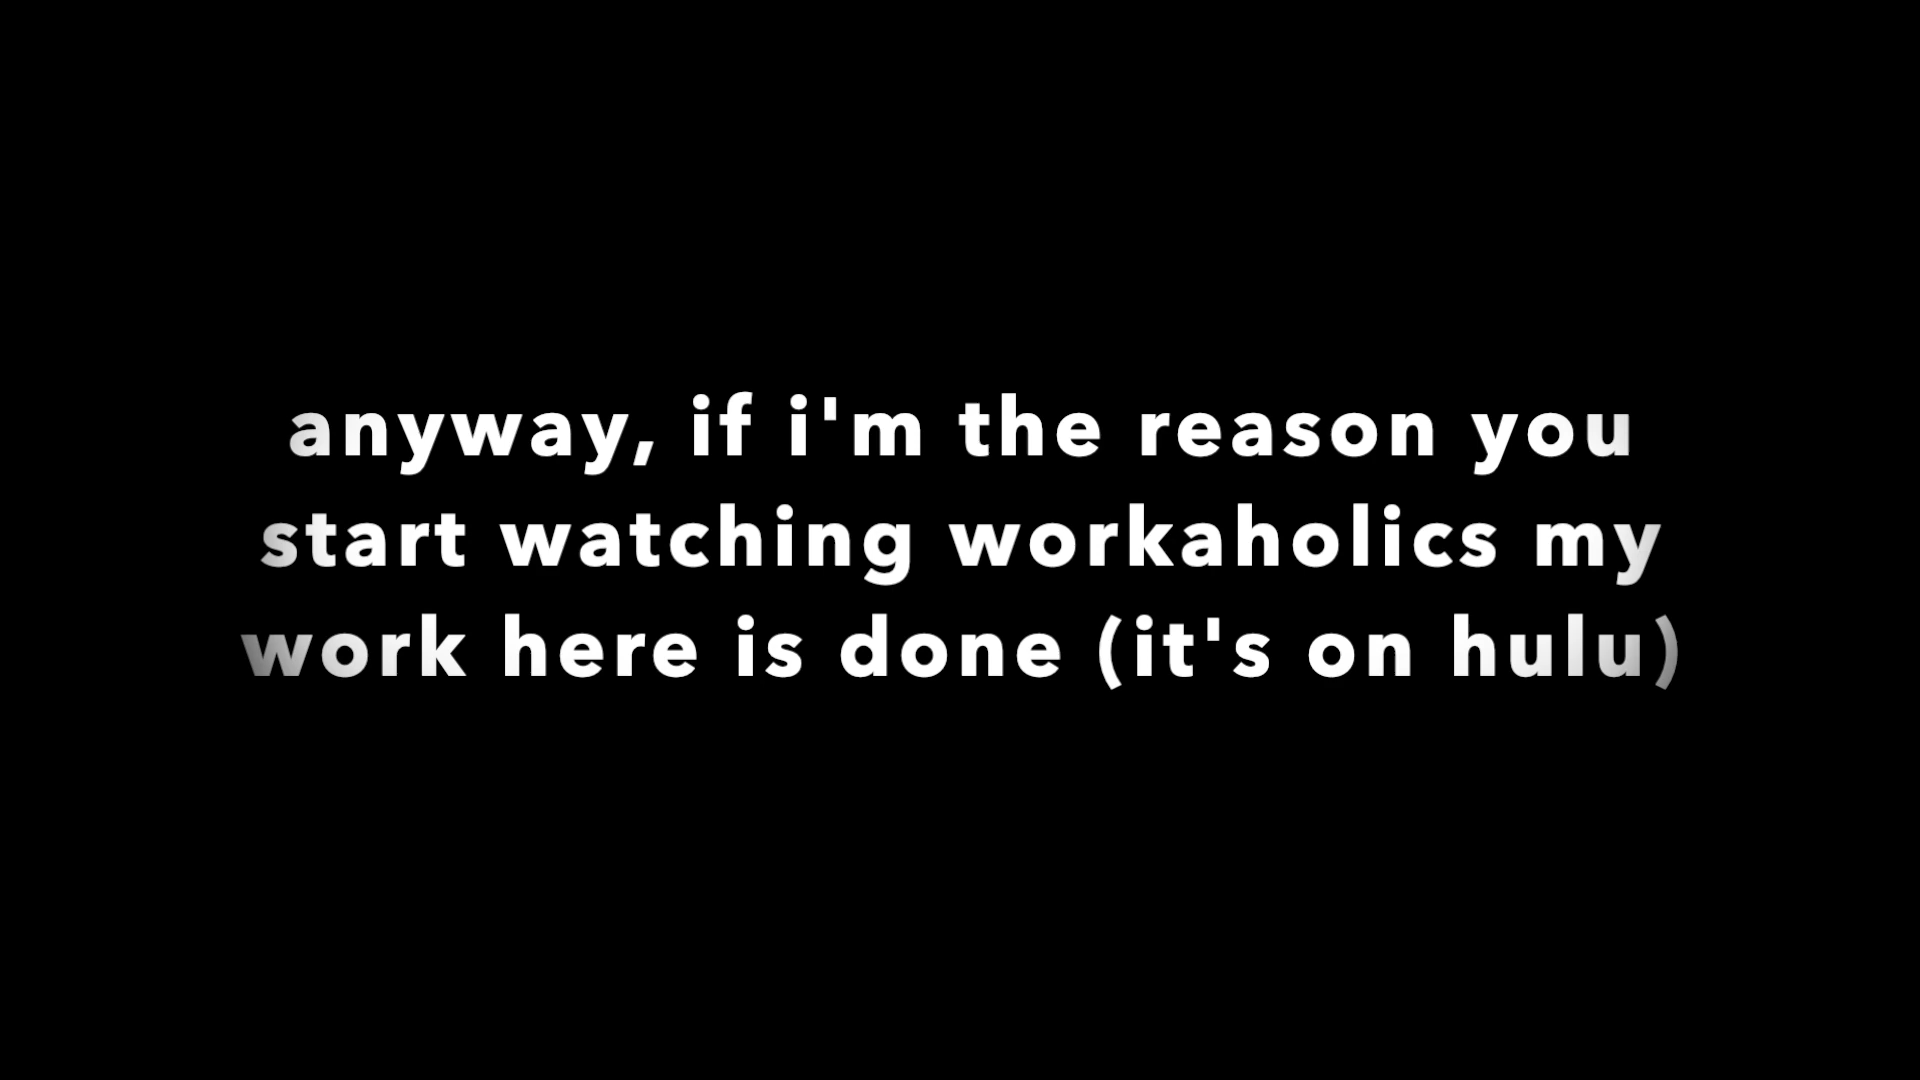 anyway, if i'm the reason you
start watching workaholics my
work here is done (it's on hulu)